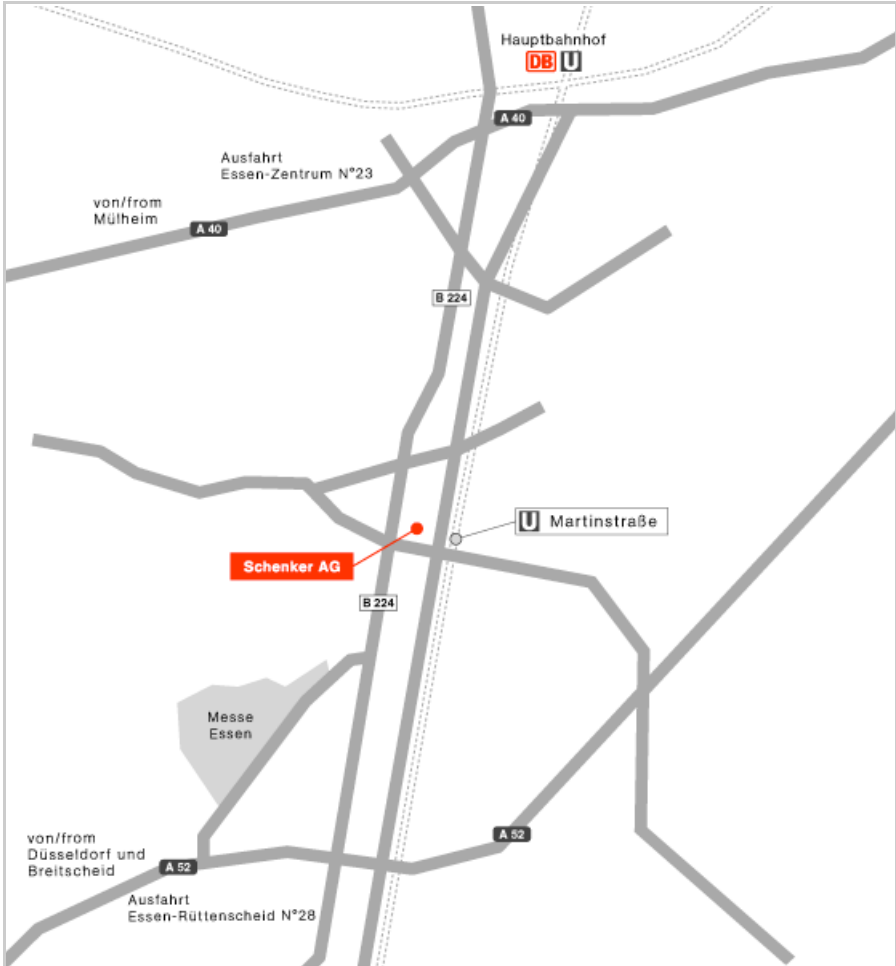 Hauptbahnhof
DB U
A 40
Ausfahrt
Essen-Zentrum N°23
von/from
Mülheim
A 40
B 224
U Martinstraße
Schenker AG
B 224
Messe
Essen
von/from
Düsseldorf und
Breitscheid
A 52
A 52
Ausfahrt
Essen-Rüttenscheid N°28